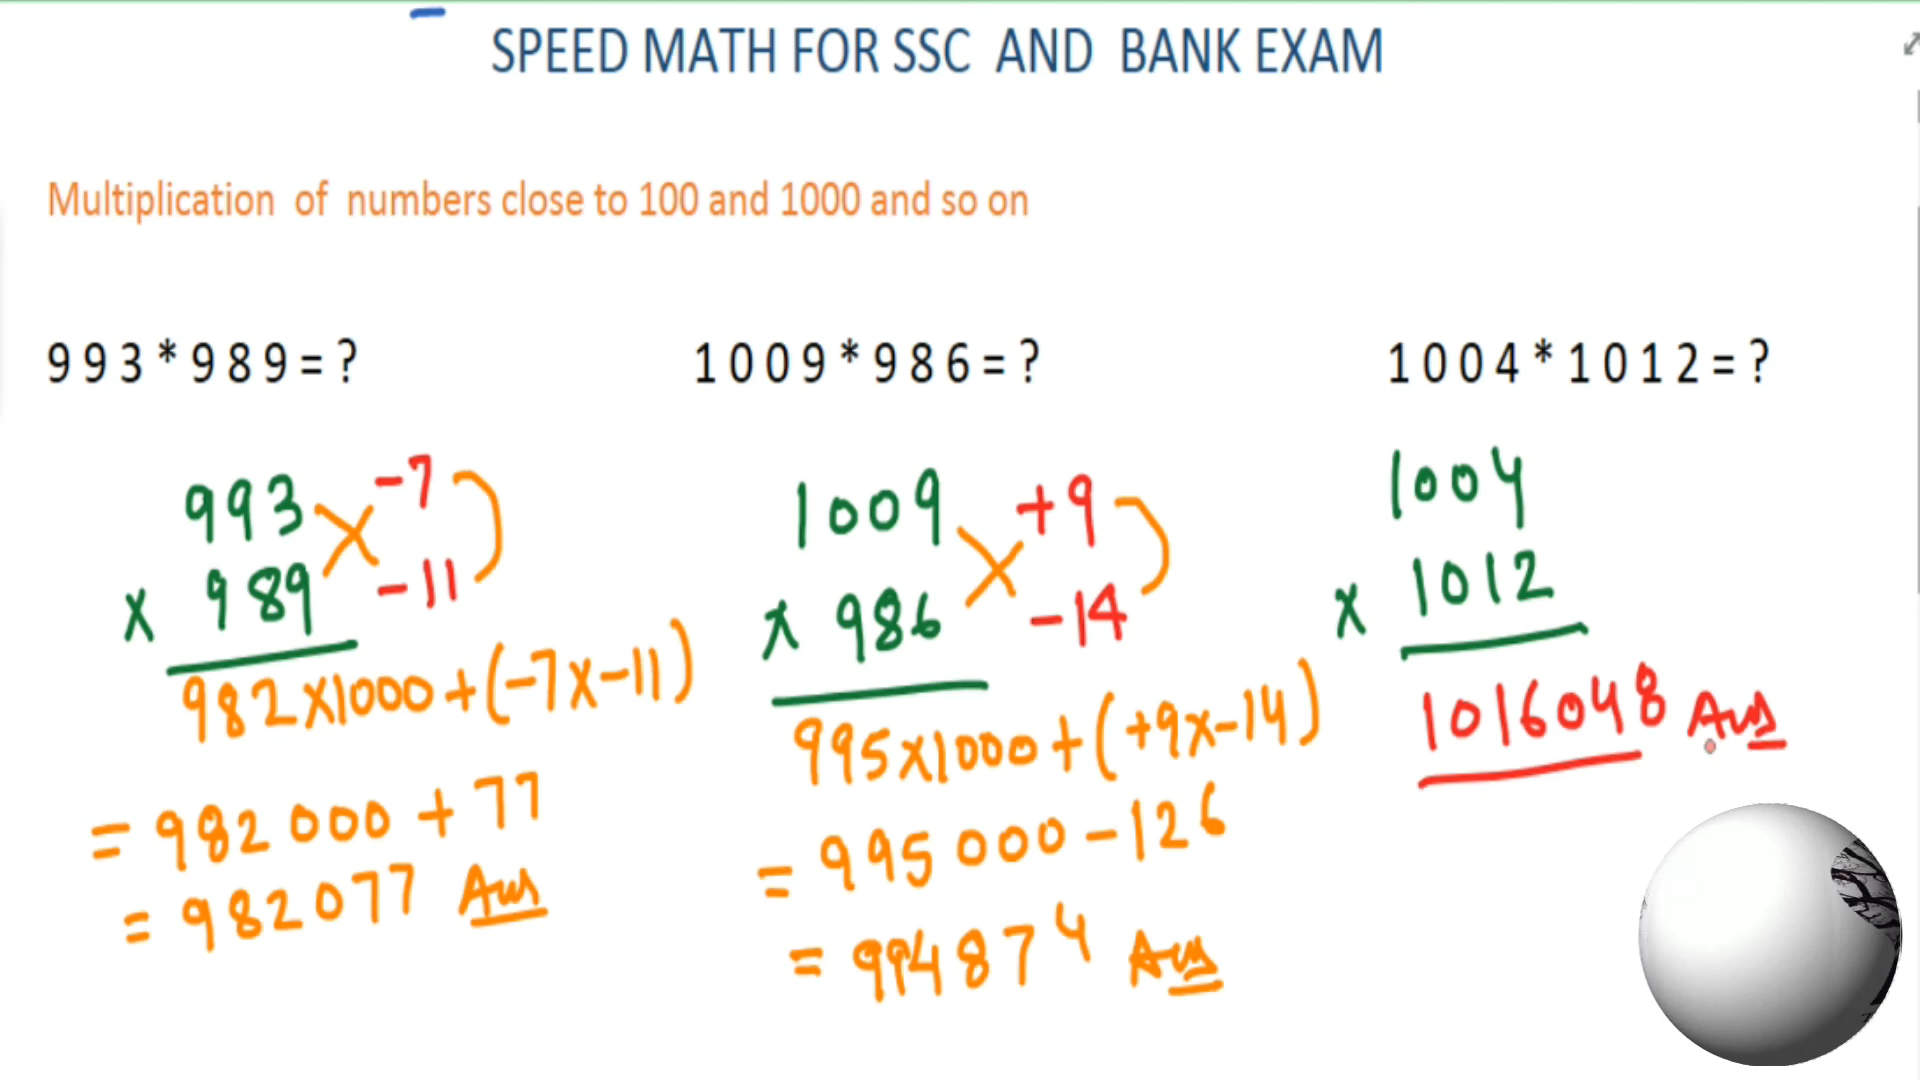 SPEED MATH FOR SSC AND BANK EXAM
Multiplication of numbers close to 100 and 1000 and so on
993*989=?
993 -7
x 989 -11
982x1000+(-7x-11)
= 982000+77
= 982077 Ans
1009*986=?
1009 +9
x 986 -14
995x1000+(+9x-14)
= 995000-126
= 994874 Ans
1004*1012=?
1004
x 1012
1016048 Ans